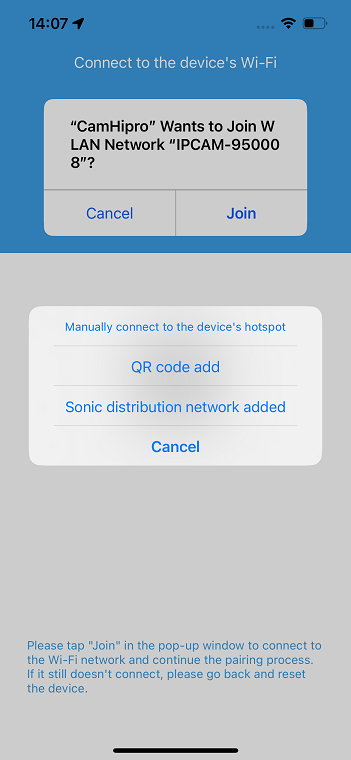 14:07
Connect to the device's Wi-Fi
“CamHipro” Wants to Join W
LAN Network “IPCAM-95000
8”?
Cancel
Join
Manually connect to the device's hotspot
QR code add
Sonic distribution network added
Cancel
Please tap "Join" in the pop-up window to connect to
the Wi-Fi network and continue the pairing process.
If it still doesn't connect, please go back and reset
the device.